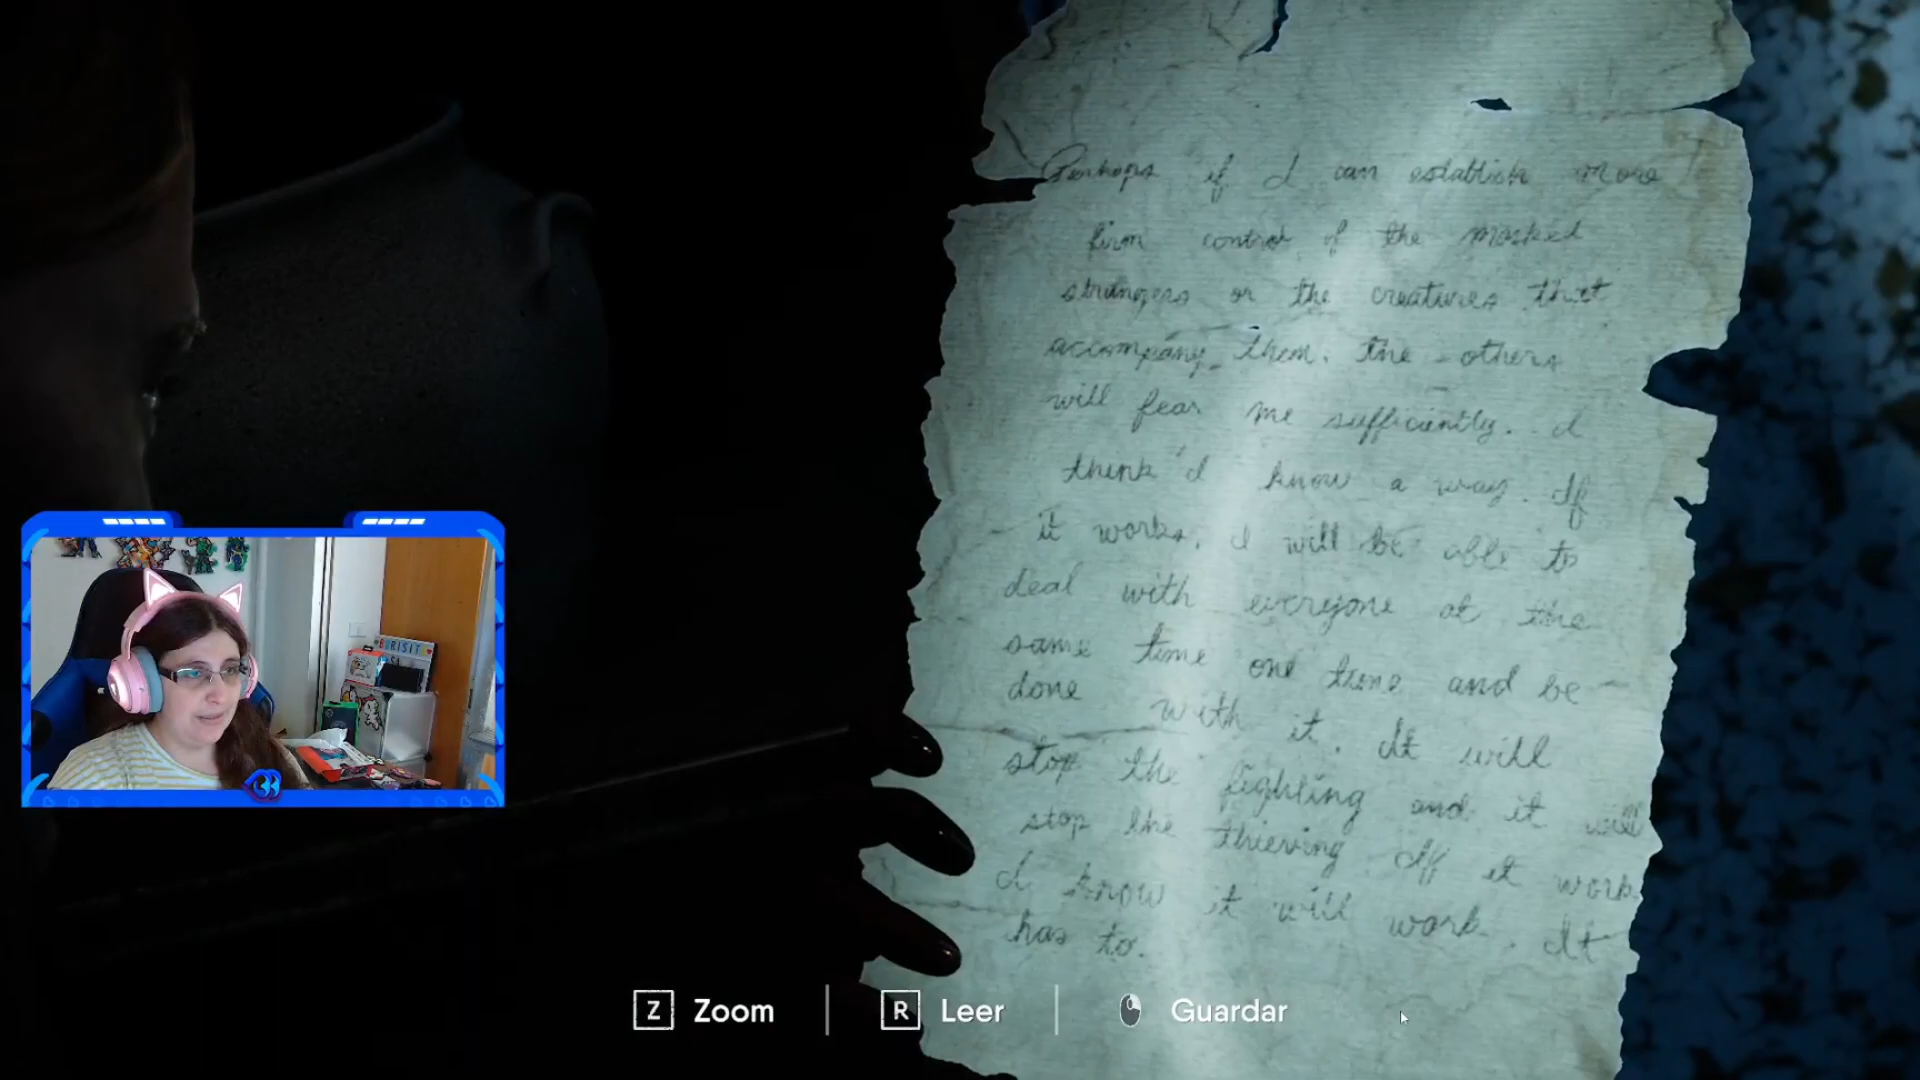 Perhaps if I can establish more
firm control of the masked
strangers or the creatures that
accompany them, the others
will fear me sufficiently. I
think I know a way. If
it works, I will be able to
deal with everyone at the
same time one time and be
done with it. It will
stop the fighting and it will
stop the thieving If it work
I know it will work. It
has to.
Z Zoom
R Leer
Guardar